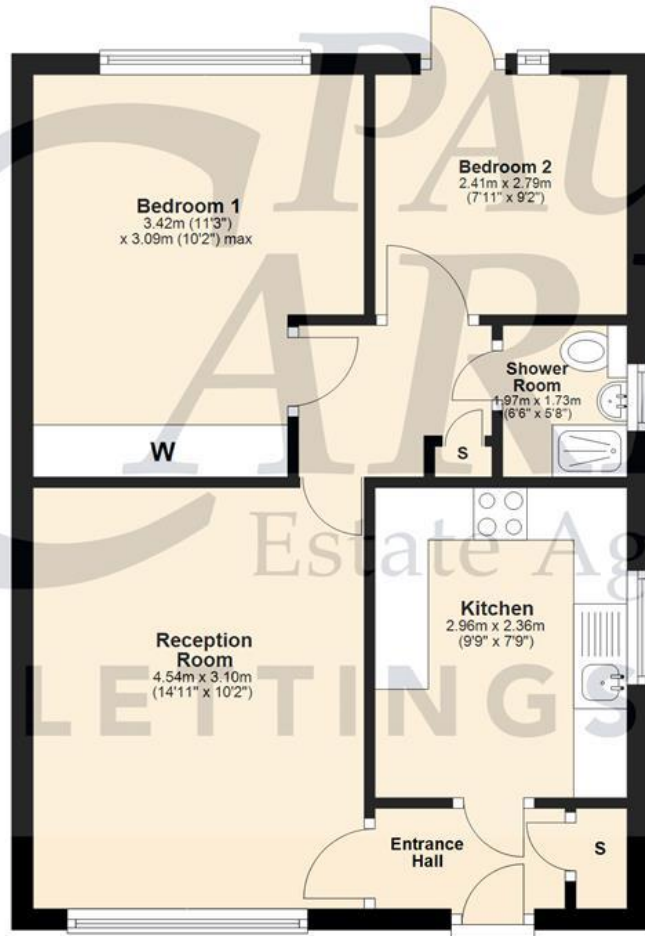 Bedroom 1
3.42m (11'3")
x 3.09m (10'2") max
Bedroom 2
2.41m x 2.79m
(7'11" x 9'2")
Shower
Room
1.97m x 1.73m
(6'6" x 5'8")
W
S
Reception
Room
4.54m x 3.10m
(14'11" x 10'2")
Kitchen
2.96m x 2.36m
(9'9" x 7'9")
Entrance
Hall
S
Estate
LETTINGS